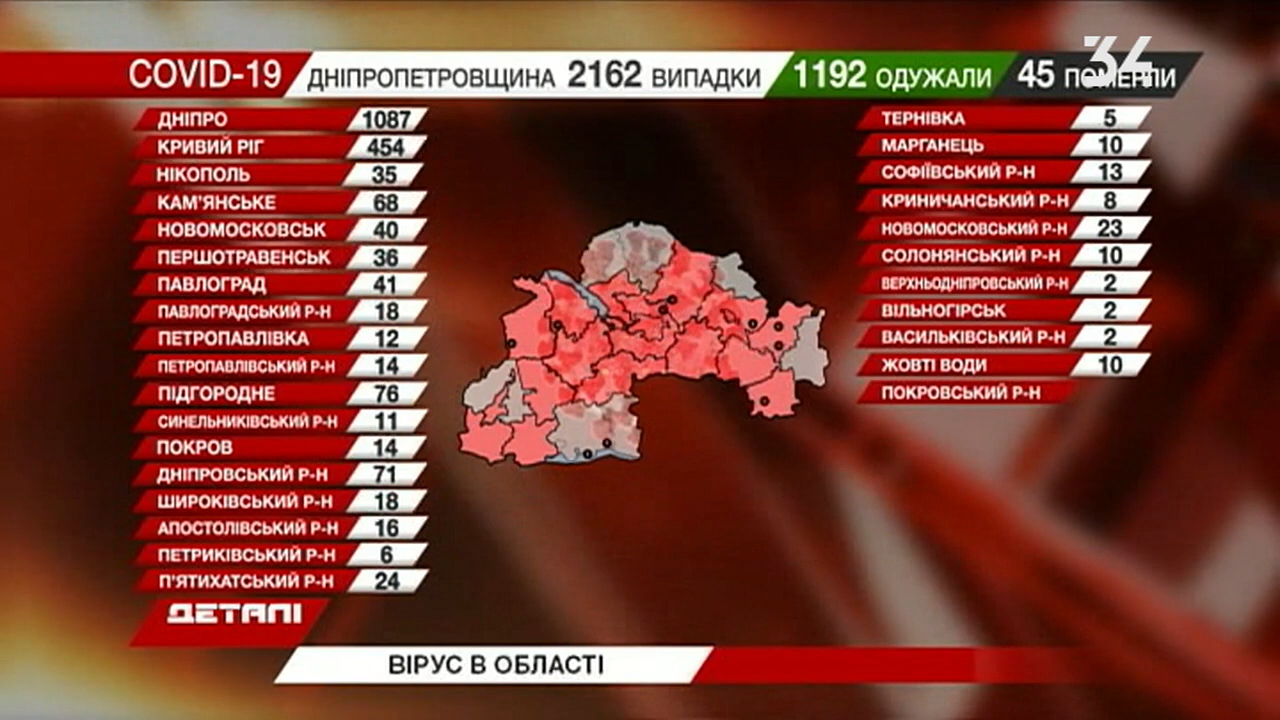 34
COVID-19 ДНІПРОПЕТРОВЩИНА 2162 ВИПАДКИ 1192 ОДУЖАЛИ 45 ПОМЕРЛИ
ДНІПРО 1087
КРИВИЙ РІГ 454
НІКОПОЛЬ 35
КАМ'ЯНСЬКЕ 68
НОВОМОСКОВСЬК 40
ПЕРШОТРАВЕНСЬК 36
ПАВЛОГРАД 41
ПАВЛОГРАДСЬКИЙ Р-Н 18
ПЕТРОПАВЛІВКА 12
ПЕТРОПАВЛІВСЬКИЙ Р-Н 14
ПІДГОРОДНЕ 76
СИНЕЛЬНИКІВСЬКИЙ Р-Н 11
ПОКРОВ 14
ДНІПРОВСЬКИЙ Р-Н 71
ШИРОКІВСЬКИЙ Р-Н 18
АПОСТОЛІВСЬКИЙ Р-Н 16
ПЕТРИКІВСЬКИЙ Р-Н 6
П'ЯТИХАТСЬКИЙ Р-Н 24
ТЕРНІВКА 5
МАРГАНЕЦЬ 10
СОФІЇВСЬКИЙ Р-Н 13
КРИНИЧАНСЬКИЙ Р-Н 8
НОВОМОСКОВСЬКИЙ Р-Н 23
СОЛОНЯНСЬКИЙ Р-Н 10
ВЕРХНЬОДНІПРОВСЬКИЙ Р-Н 2
ВІЛЬНОГІРСЬК 2
ВАСИЛЬКІВСЬКИЙ Р-Н 2
ЖОВТІ ВОДИ 10
ПОКРОВСЬКИЙ Р-Н
ДЕТАЛІ
ВІРУС В ОБЛАСТІ